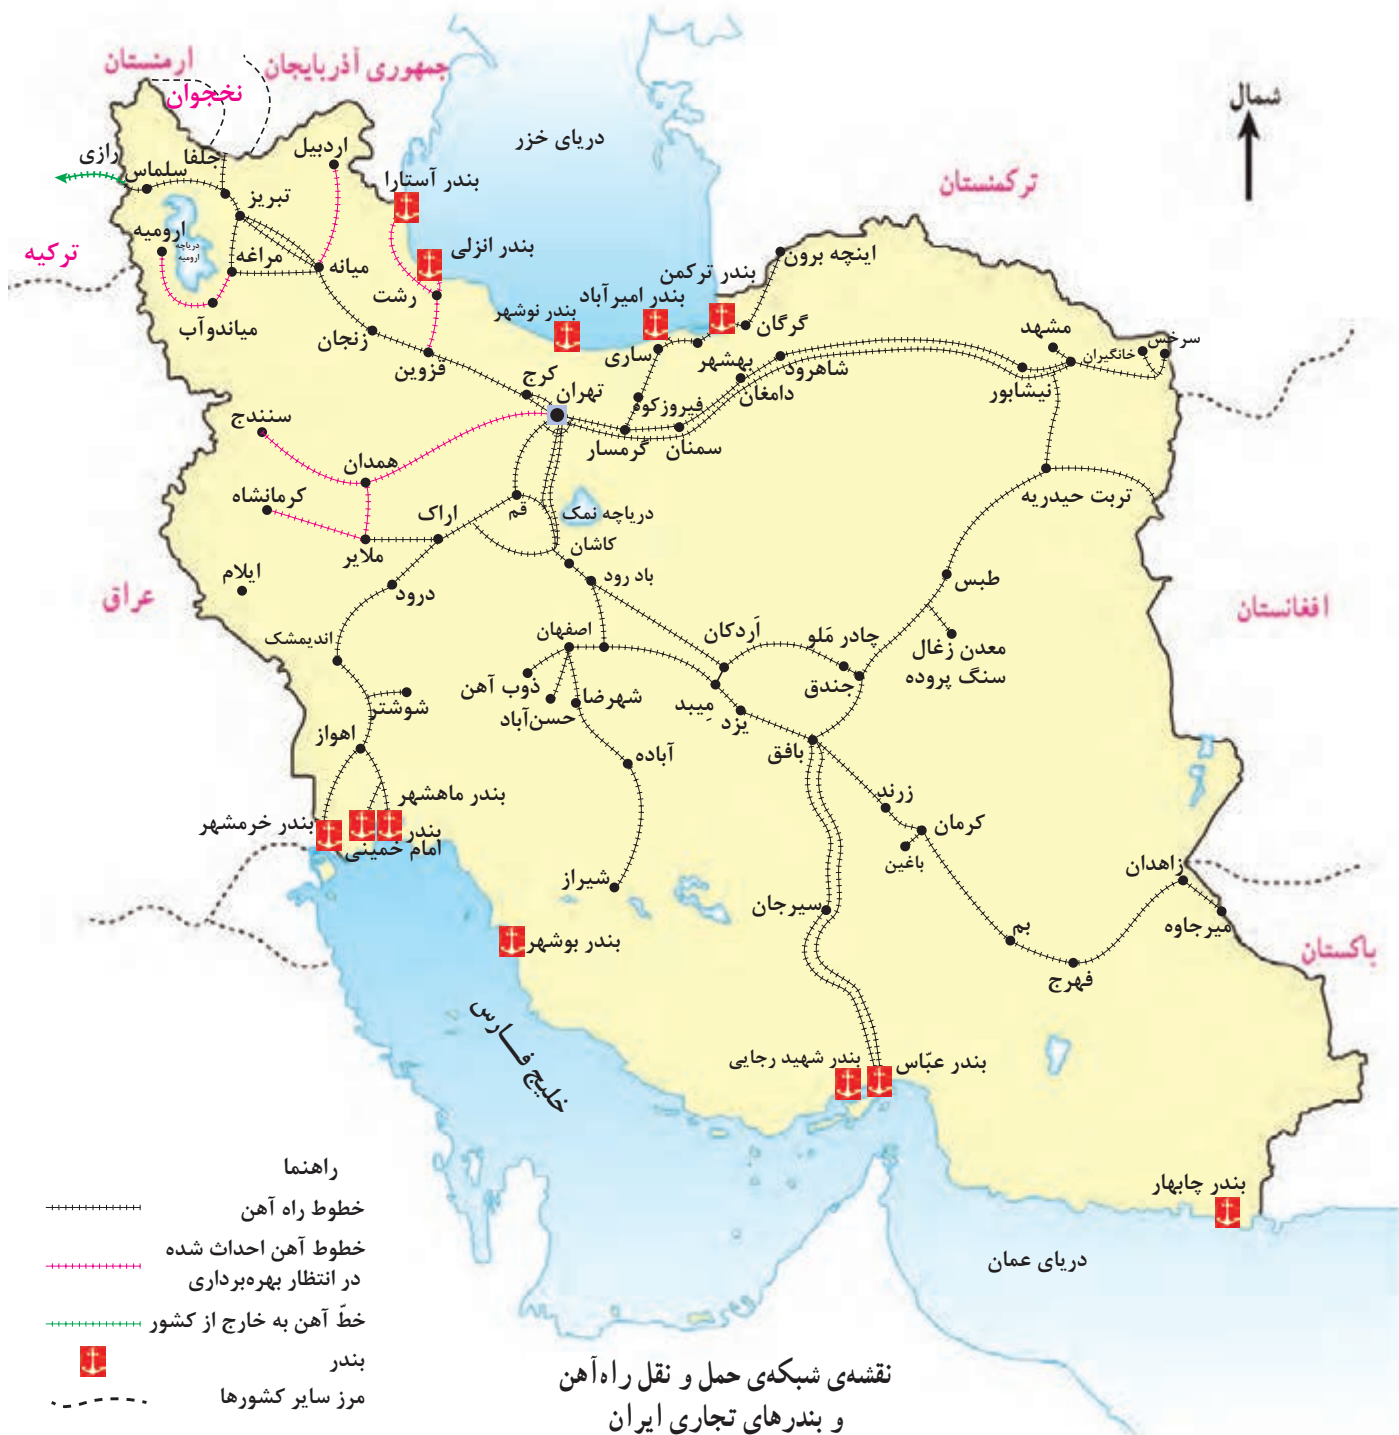 ارمنستان
جمهوری آذربایجان
نخجوان
شمال
دریای خزر
ترکمنستان
رازی
جلفا
اردبیل
سلماس
بندر آستارا
تبریز
ارومیه
دریاچه
ارومیه
ترکیه
مراغه
میانه
بندر انزلی
اینچه برون
بندر ترکمن
رشت
بندر امیرآباد
بندر نوشهر
میاندوآب
زنجان
گرگان
مشهد
سرخس
خانگیران
ساری
بهشهر
شاهرود
نیشابور
قزوین
کرج
تهران
دامغان
فیروزکوه
سنندج
گرمسار
سمنان
همدان
کرمانشاه
تربت حیدریه
اراک
قم
دریاچه نمک
ملایر
کاشان
ایلام
باد رود
طبس
عراق
درود
افغانستان
اندیمشک
اصفهان
اَردکان
چادر مَلو
معدن زغال
سنگ پروده
جندق
ذوب آهن
شهرضا
شوشتر
حسن‌آباد
مِیبد
یزد
اهواز
بافق
آباده
بندر ماهشهر
زرند
بندر خرمشهر
بندر
امام خمینی
کرمان
باغین
زاهدان
شیراز
سیرجان
میرجاوه
بم
بندر بوشهر
پاکستان
فهرج
خلیج فـــارس
بندر شهید رجایی
بندر عبّاس
بندر چابهار
دریای عمان
راهنما
خطوط راه آهن
خطوط آهن احداث شده
در انتظار بهره‌برداری
خطّ آهن به خارج از کشور
بندر
مرز سایر کشورها
نقشه‌ی شبکه‌ی حمل و نقل راه‌آهن
و بندرهای تجاری ایران